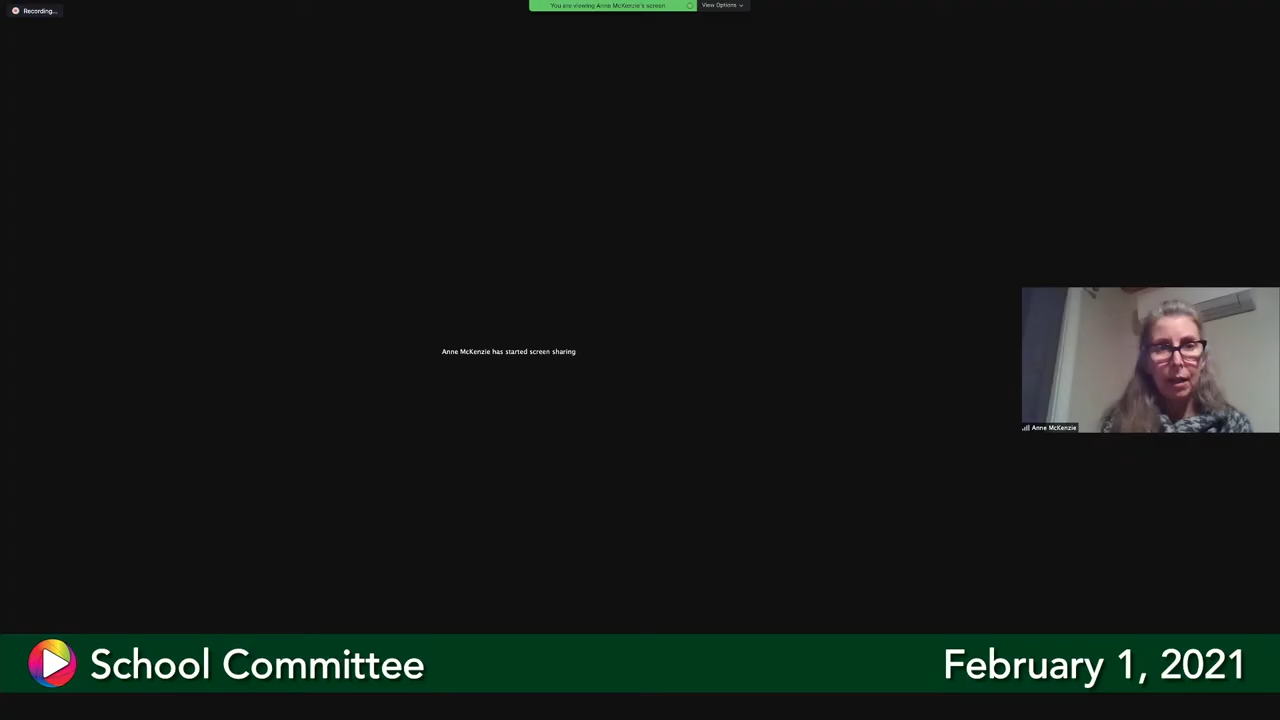 Recording...
You are viewing Anne McKenzie's screen
View Options
Anne McKenzie has started screen sharing
Anne McKenzie
School Committee
February 1, 2021